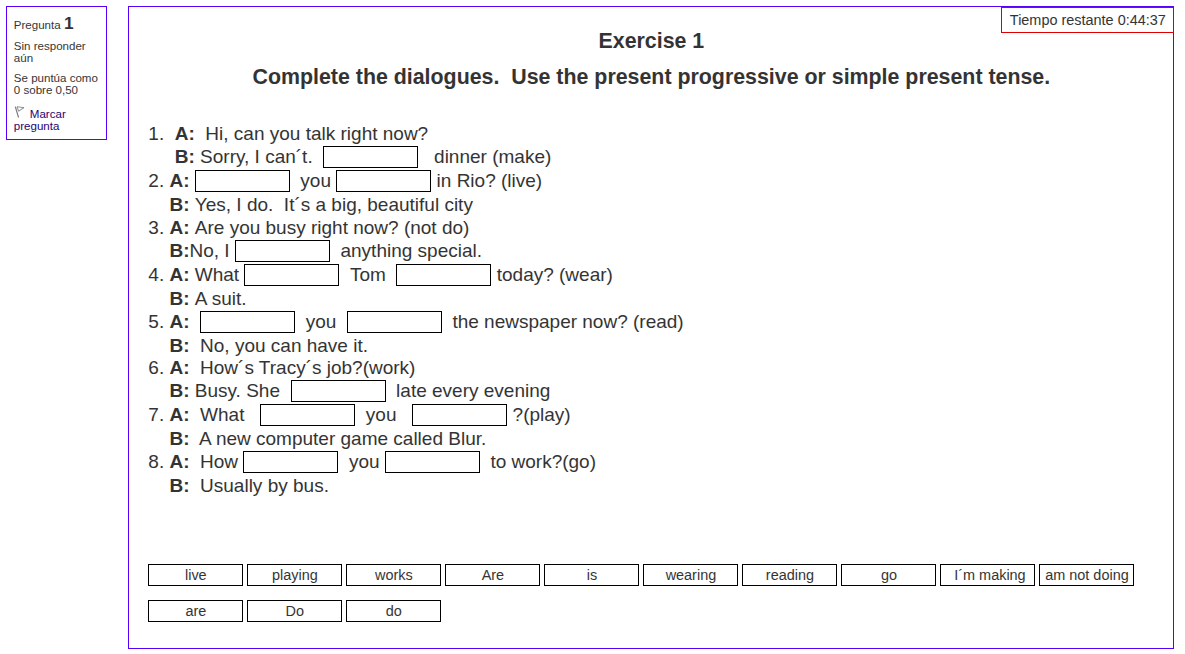 Pregunta 1
Sin responder
aún
Se puntúa como
0 sobre 0,50
Marcar
pregunta
Tiempo restante 0:44:37
Exercise 1
Complete the dialogues.  Use the present progressive or simple present tense.
1.  A:  Hi, can you talk right now?
B: Sorry, I can´t.  dinner (make)
2. A:  you  in Rio? (live)
B: Yes, I do.  It´s a big, beautiful city
3. A: Are you busy right now? (not do)
B:No, I  anything special.
4. A: What  Tom  today? (wear)
B: A suit.
5. A:  you  the newspaper now? (read)
B:  No, you can have it.
6. A:  How´s Tracy´s job?(work)
B: Busy. She  late every evening
7. A:  What  you  ?(play)
B:  A new computer game called Blur.
8. A:  How  you  to work?(go)
B:  Usually by bus.
live playing works Are is wearing reading go I´m making am not doing
are Do do